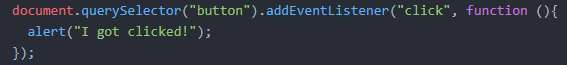 document.querySelector("button").addEventListener("click", function (){
  alert("I got clicked!");
});